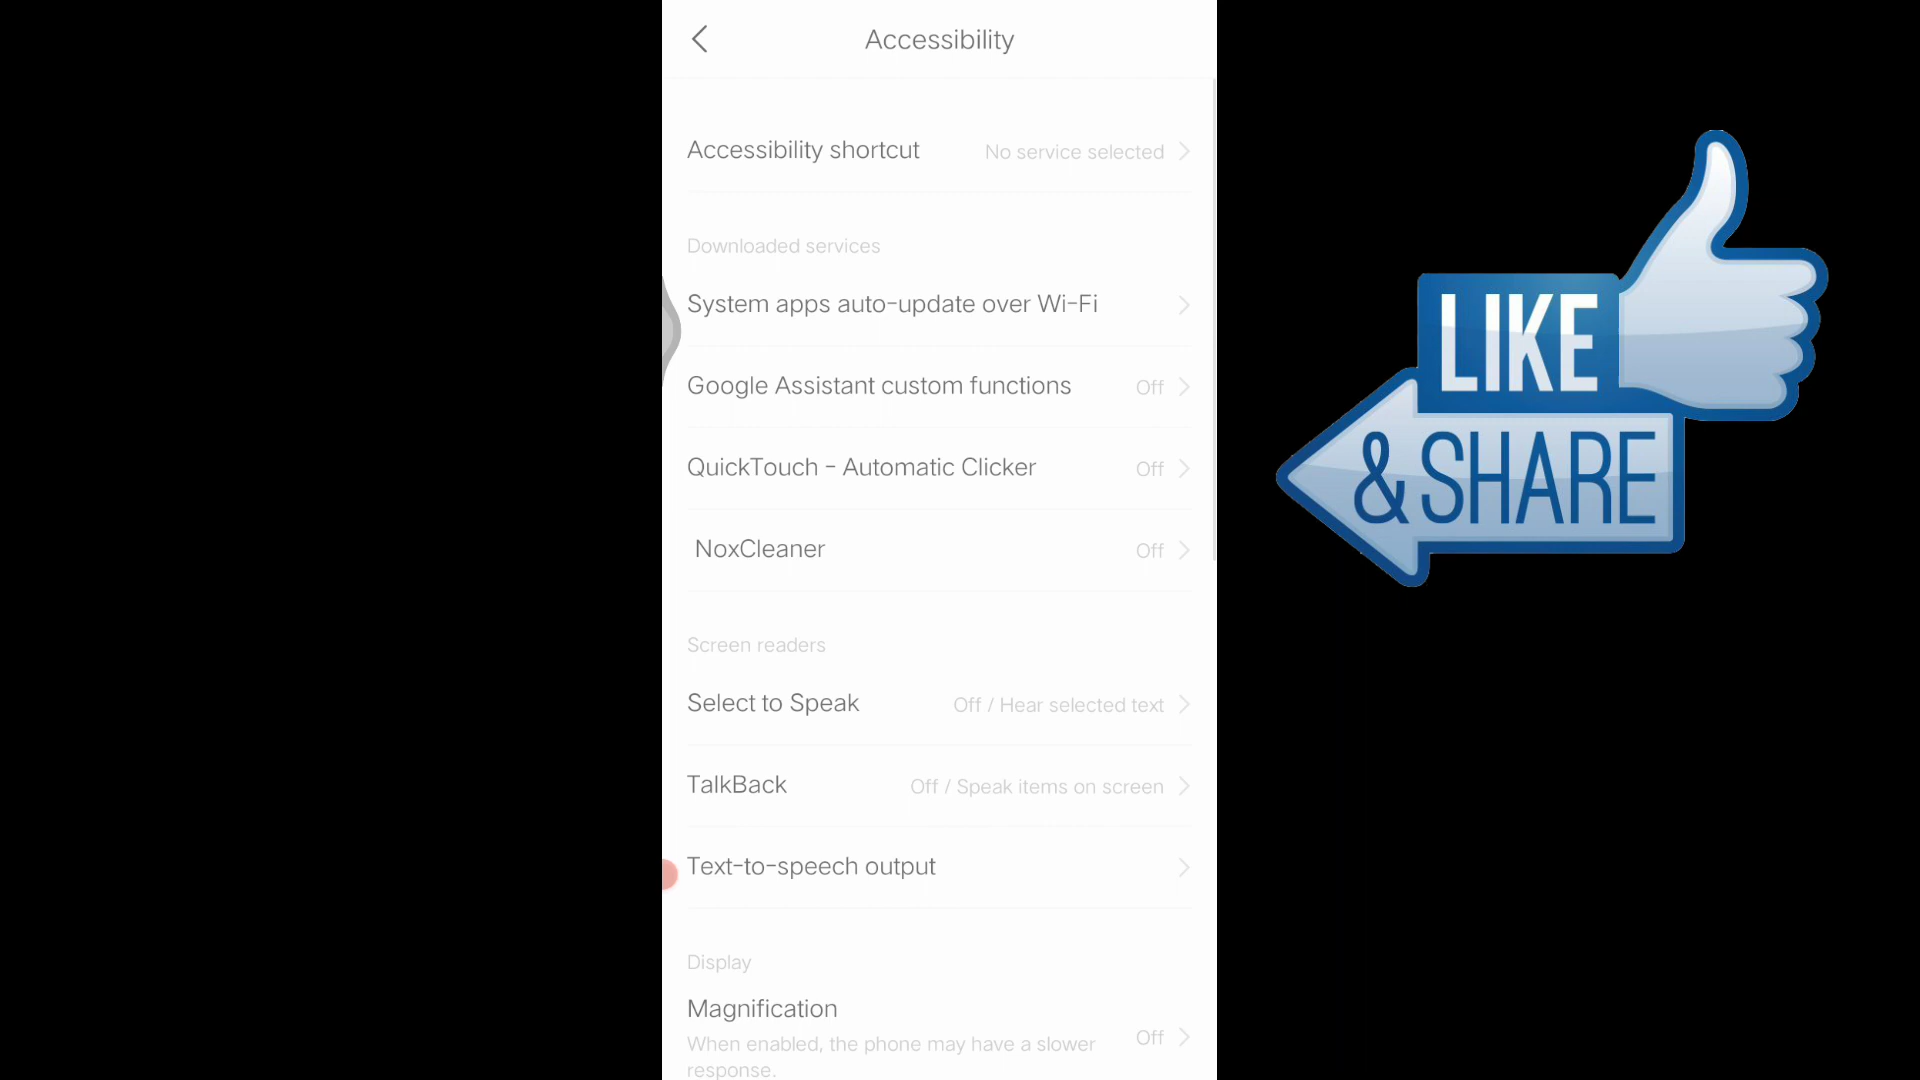 Accessibility
Accessibility shortcut No service selected
Downloaded services
System apps auto-update over Wi-Fi
Google Assistant custom functions Off
QuickTouch - Automatic Clicker Off
NoxCleaner Off
Screen readers
Select to Speak Off / Hear selected text
TalkBack Off / Speak items on screen
Text-to-speech output
Display
Magnification
When enabled, the phone may have a slower
response.
Off
LIKE
& SHARE